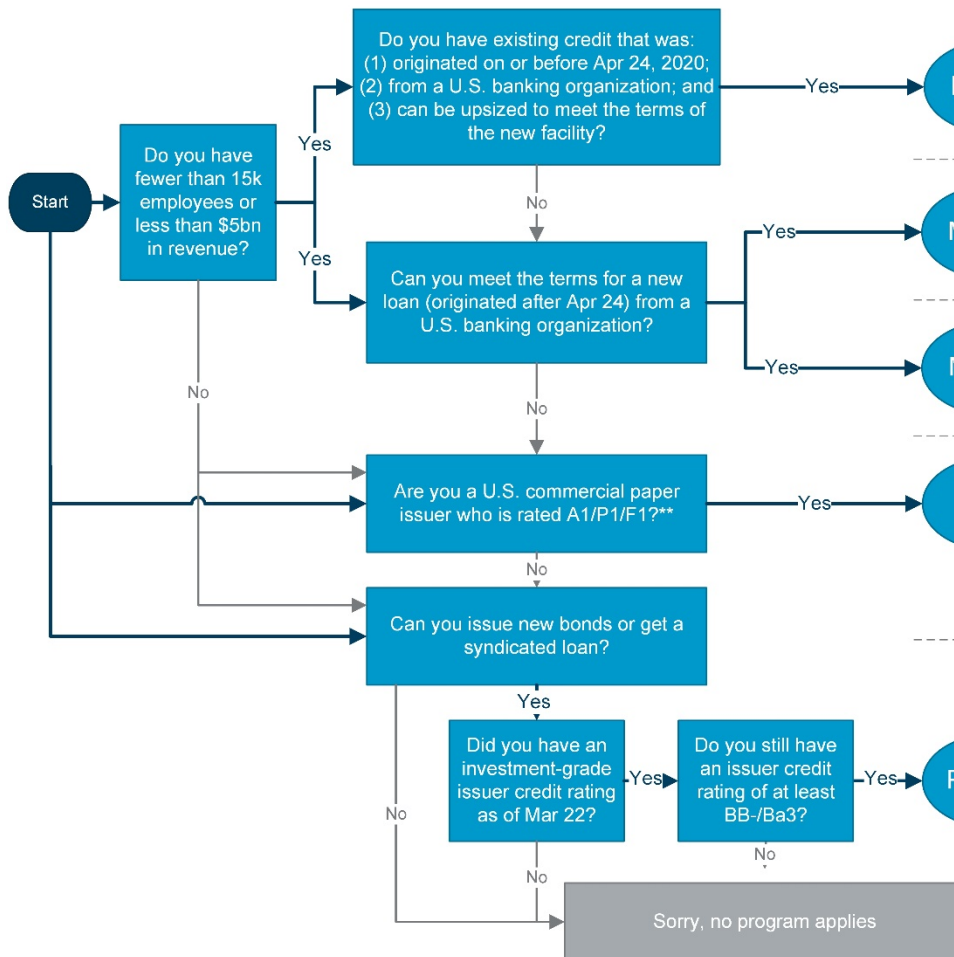 Start
Do you have
fewer than 15k
employees or
less than $5bn
in revenue?
Yes
Yes
No
Do you have existing credit that was:
(1) originated on or before Apr 24, 2020;
(2) from a U.S. banking organization; and
(3) can be upsized to meet the terms of
the new facility?
Yes
No
Can you meet the terms for a new
loan (originated after Apr 24) from a
U.S. banking organization?
Yes
M
Yes
M
No
Are you a U.S. commercial paper
issuer who is rated A1/P1/F1?**
Yes
No
Can you issue new bonds or get a
syndicated loan?
Yes
No
Did you have an
investment-grade
issuer credit rating
as of Mar 22?
Yes
No
Do you still have
an issuer credit
rating of at least
BB-/Ba3?
Yes
No
Sorry, no program applies